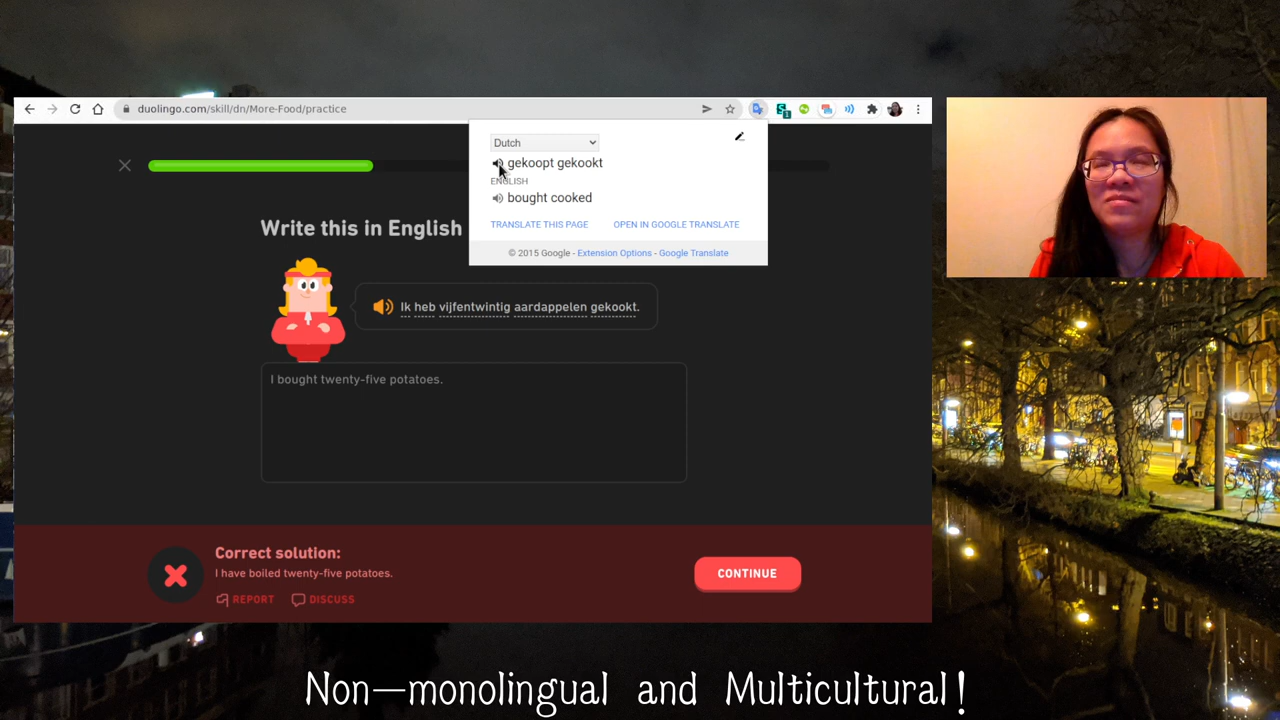 duolingo.com/skill/dn/More-Food/practice
Dutch
gekoopt gekookt
ENGLISH
bought cooked
TRANSLATE THIS PAGE OPEN IN GOOGLE TRANSLATE
© 2015 Google - Extension Options - Google Translate
Write this in English
Ik heb vijfentwintig aardappelen gekookt.
I bought twenty-five potatoes.
Correct solution:
I have boiled twenty-five potatoes.
REPORT DISCUSS
CONTINUE
Non-monolingual and Multicultural!